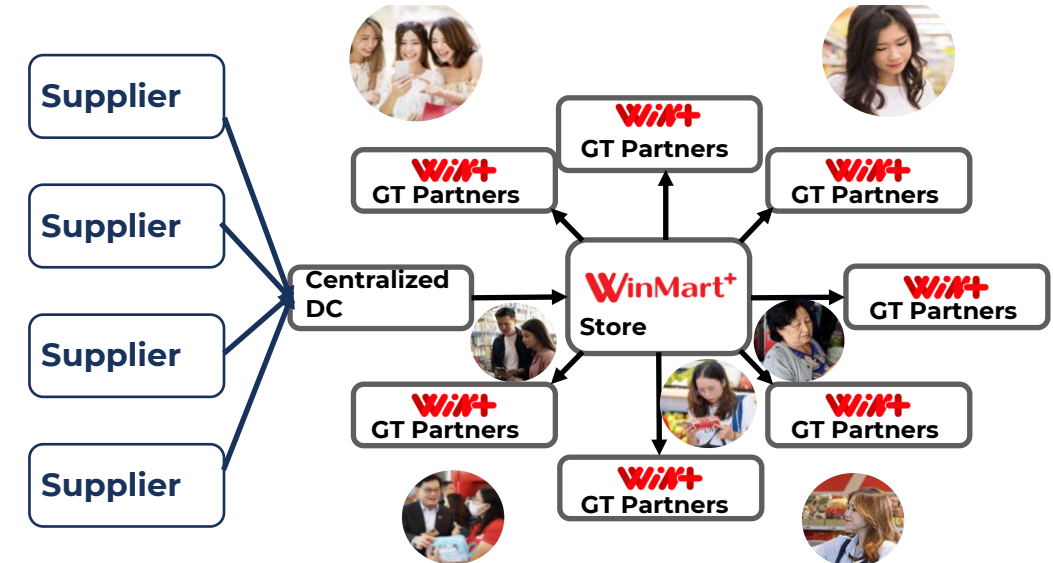 Supplier
Supplier
Supplier
Supplier
Centralized
DC
WinMart+
Store
WiN+
GT Partners
WiN+
GT Partners
WiN+
GT Partners
WiN+
GT Partners
WiN+
GT Partners
WiN+
GT Partners
WiN+
GT Partners